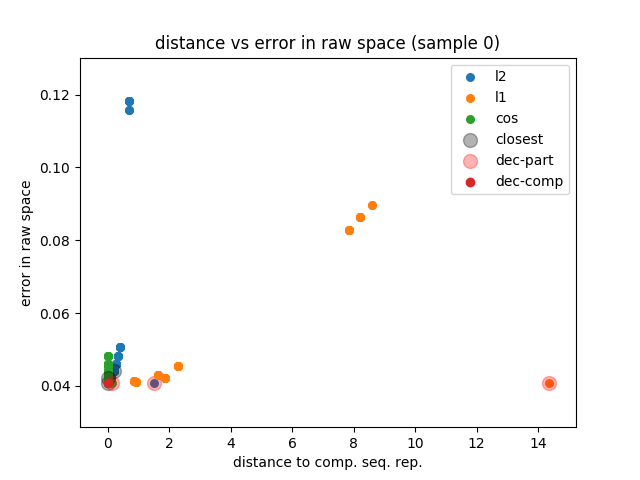 distance vs error in raw space (sample 0)
l2
l1
cos
closest
dec-part
dec-comp
error in raw space
0.12
0.10
0.08
0.06
0.04
0 2 4 6 8 10 12 14
distance to comp. seq. rep.